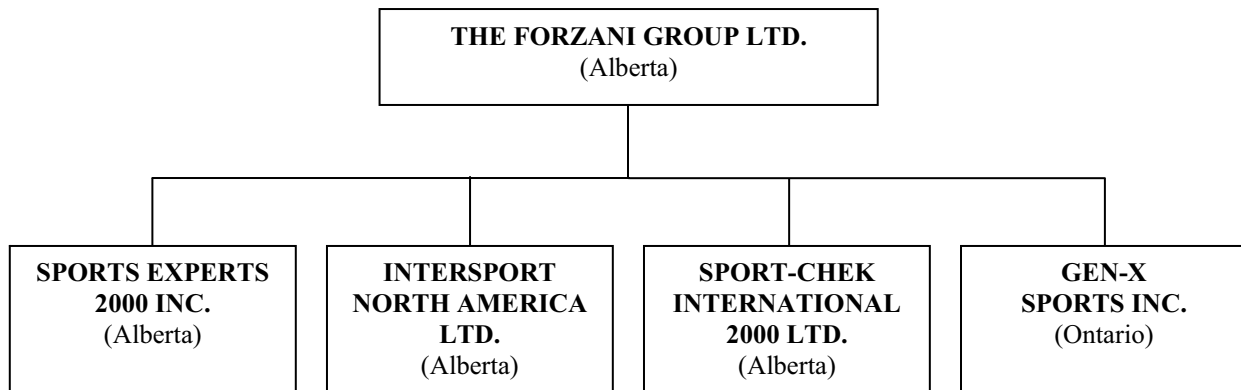 THE FORZANI GROUP LTD.
(Alberta)
SPORTS EXPERTS
2000 INC.
(Alberta)
INTERSPORT
NORTH AMERICA
LTD.
(Alberta)
SPORT-CHEK
INTERNATIONAL
2000 LTD.
(Alberta)
GEN-X
SPORTS INC.
(Ontario)